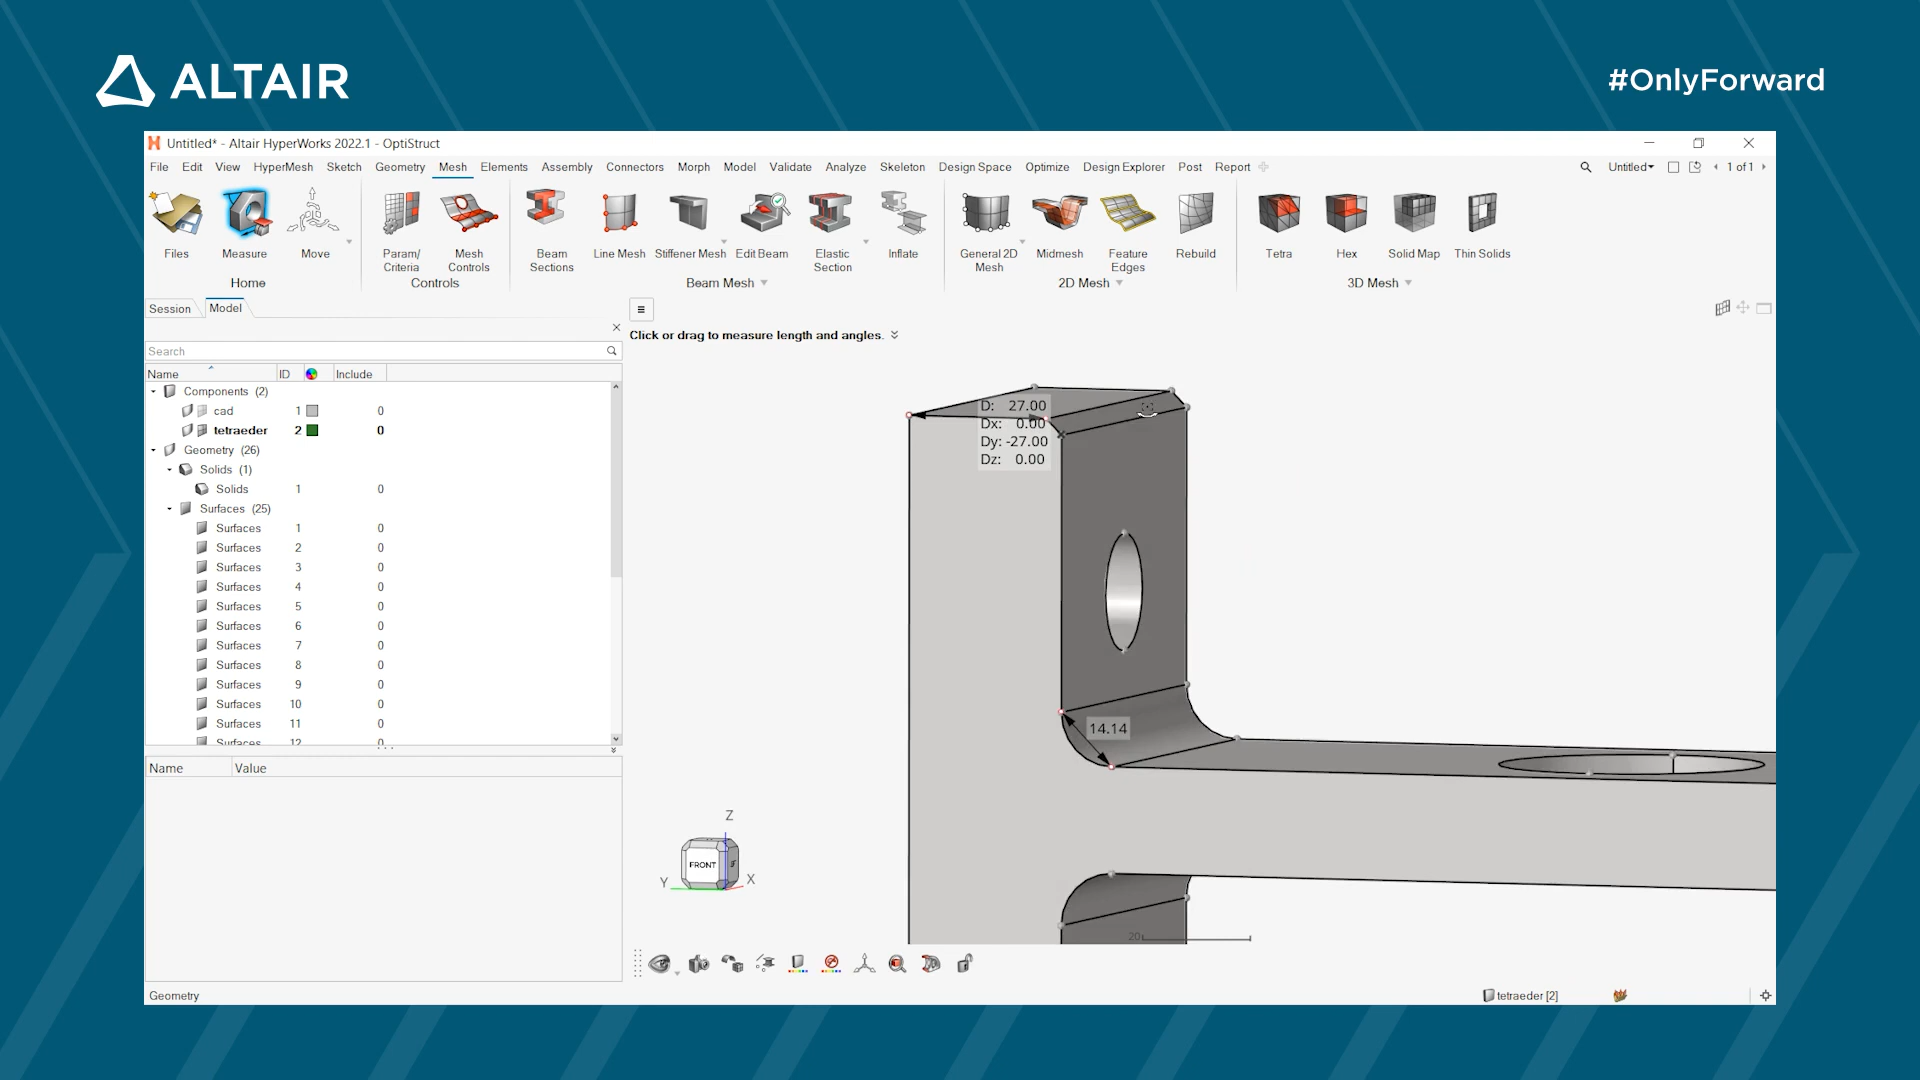 ALTAIR
#OnlyForward
Untitled* - Altair HyperWorks 2022.1 - OptiStruct
File Edit View HyperMesh Sketch Geometry Mesh Elements Assembly Connectors Morph Model Validate Analyze Skeleton Design Space Optimize Design Explorer Post Report
Untitled 1 of 1
Files Measure Move
Home
Param/ Criteria Mesh Controls
Controls
Beam Sections Line Mesh Stiffener Mesh Edit Beam Elastic Section Inflate
Beam Mesh
General 2D Mesh Midmesh Feature Edges Rebuild
2D Mesh
Tetra Hex Solid Map Thin Solids
3D Mesh
Session Model
Search
Name ID Include
Components (2)
cad 1 0
tetraeder 2 0
Geometry (26)
Solids (1)
Solids 1 0
Surfaces (25)
Surfaces 1 0
Surfaces 2 0
Surfaces 3 0
Surfaces 4 0
Surfaces 5 0
Surfaces 6 0
Surfaces 7 0
Surfaces 8 0
Surfaces 9 0
Surfaces 10 0
Surfaces 11 0
Surfaces 12 0
Name Value
Click or drag to measure length and angles.
D: 27.00
Dx: 0.00
Dy: -27.00
Dz: 0.00
14.14
Z
FRONT
Y X
20
Geometry
tetraeder [2]